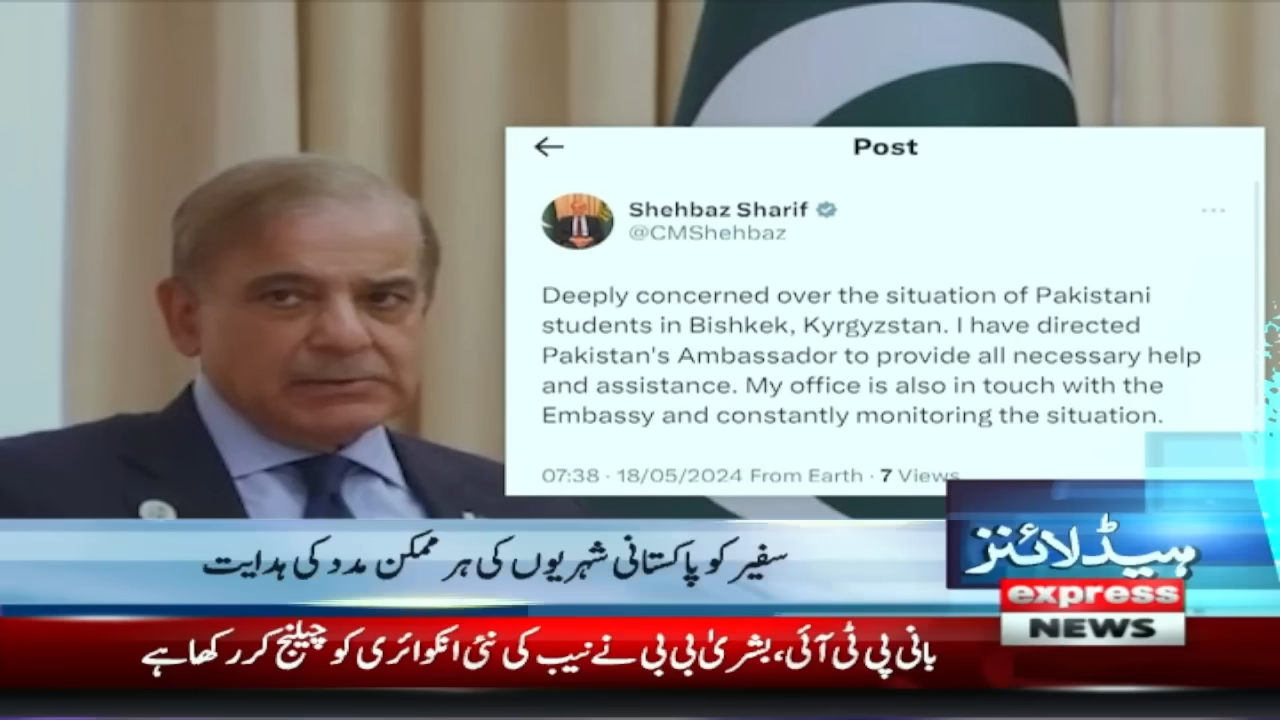 Post
Shehbaz Sharif
@CMShehbaz
Deeply concerned over the situation of Pakistani
students in Bishkek, Kyrgyzstan. I have directed
Pakistan's Ambassador to provide all necessary help
and assistance. My office is also in touch with the
Embassy and constantly monitoring the situation.
07:38 · 18/05/2024 From Earth · 7 Views
سفیر کو پاکستانی شہریوں کی ہر ممکن مدد کی ہدایت
ہیڈلائنز
express
NEWS
بانی پی ٹی آئی، بشریٰ بی بی نے نیب کی نئی انکوائری کو چیلنج کر رکھا ہے